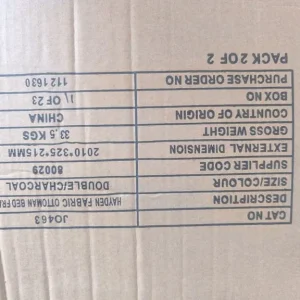 CAT NO JO463
DESCRIPTION HAYDEN FABRIC OTTOMAN BED FRA
SIZE/COLOUR DOUBLE/CHARCOAL
SUPPLIER CODE 80029
EXTERNAL DIMENSION 2010*325*215MM
GROSS WEIGHT 33.5 KGS
COUNTRY OF ORIGIN CHINA
BOX NO OF 23
PURCHASE ORDER NO 1121630
PACK 2 OF 2